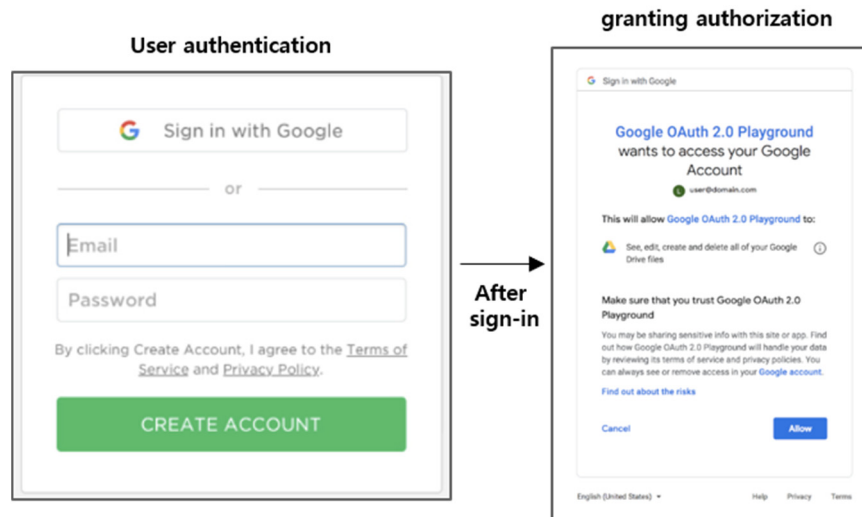 User authentication
Sign in with Google
or
Email
Password
By clicking Create Account, I agree to the Terms of
Service and Privacy Policy.
CREATE ACCOUNT
After
sign-in
granting authorization
Sign in with Google
Google OAuth 2.0 Playground
wants to access your Google
Account
L user@domain.com
This will allow Google OAuth 2.0 Playground to:
See, edit, create and delete all of your Google
Drive files
Make sure that you trust Google OAuth 2.0
Playground
You may be sharing sensitive info with this site or app. Find
out how Google OAuth 2.0 Playground will handle your data
by reviewing its terms of service and privacy policies. You
can always see or remove access in your Google account.
Find out about the risks
Cancel
Allow
English (United States)
Help Privacy Terms